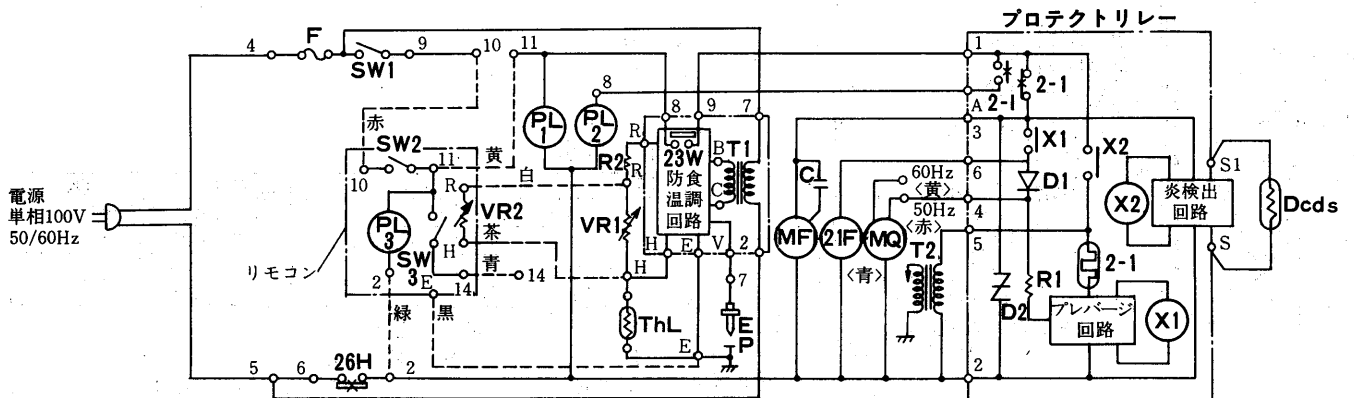 プロテクトリレー
4
F
SW1
9
10
11
8
1
8
9
7
A
2-1
2-1
3
PL
1
PL
2
R
R2
R
23W
防食
温調
回路
B
C
T1
X1
X2
赤
SW2
10
11
黄
白
R
VR2
H
茶
PL
3
SW
3
青
14
2
E
14
リモコン
緑
黒
電源
単相100V
50/60Hz
VR1
H
H
E
V
2
7
ThL
E
E
P
C
MF
21F
MQ
60Hz
〈黄〉
50Hz
〈赤〉
〈青〉
T2
6
4
5
D1
D2
R1
2-1
プレパージ
回路
X1
X2
炎検出
回路
S1
S
Dcds
5
6
26H
2
2